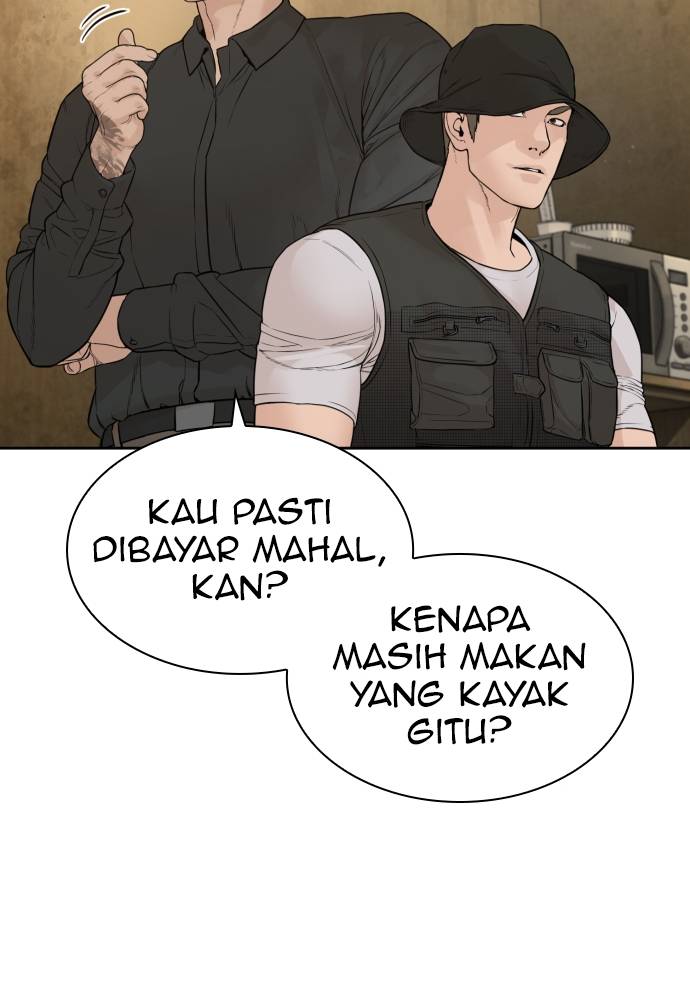 KAU PASTI
DIBAYAR MAHAL,
KAN?
KENAPA
MASIH MAKAN
YANG KAYAK
GITU?